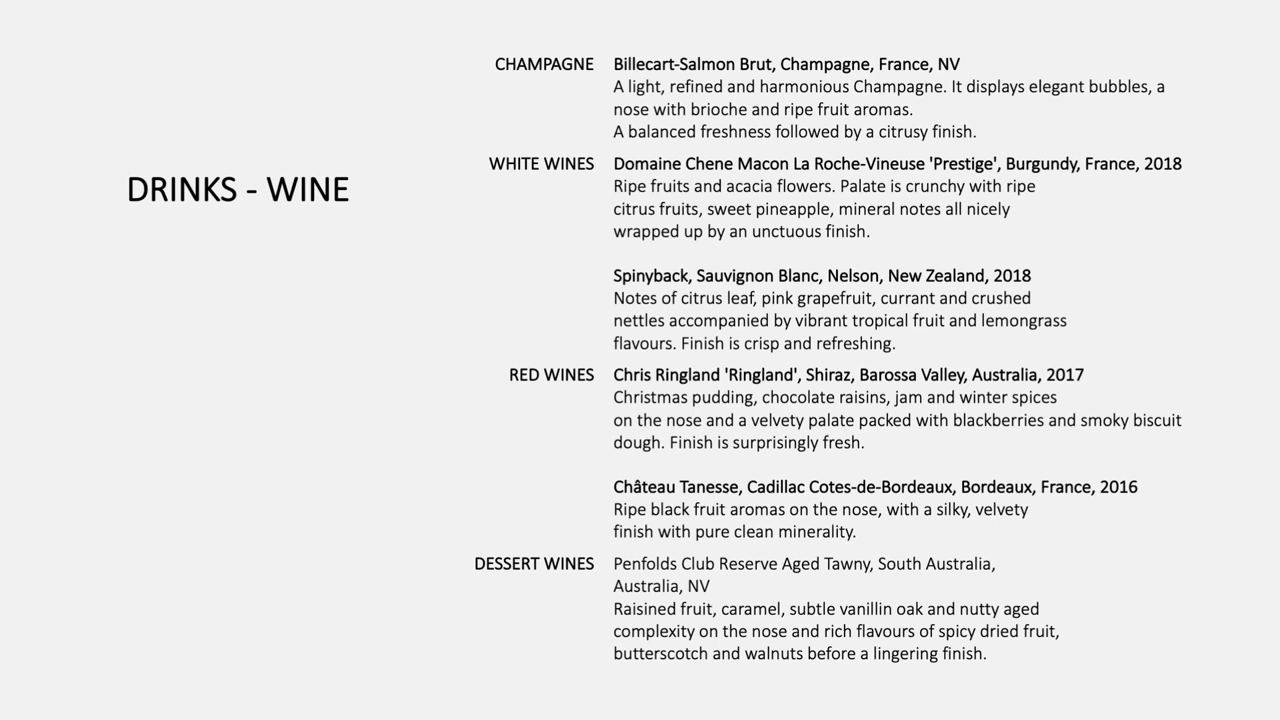 DRINKS - WINE
CHAMPAGNE
Billecart-Salmon Brut, Champagne, France, NV
A light, refined and harmonious Champagne. It displays elegant bubbles, a
nose with brioche and ripe fruit aromas.
A balanced freshness followed by a citrusy finish.
WHITE WINES
Domaine Chene Macon La Roche-Vineuse 'Prestige', Burgundy, France, 2018
Ripe fruits and acacia flowers. Palate is crunchy with ripe
citrus fruits, sweet pineapple, mineral notes all nicely
wrapped up by an unctuous finish.
Spinyback, Sauvignon Blanc, Nelson, New Zealand, 2018
Notes of citrus leaf, pink grapefruit, currant and crushed
nettles accompanied by vibrant tropical fruit and lemongrass
flavours. Finish is crisp and refreshing.
RED WINES
Chris Ringland 'Ringland', Shiraz, Barossa Valley, Australia, 2017
Christmas pudding, chocolate raisins, jam and winter spices
on the nose and a velvety palate packed with blackberries and smoky biscuit
dough. Finish is surprisingly fresh.
Château Tanesse, Cadillac Cotes-de-Bordeaux, Bordeaux, France, 2016
Ripe black fruit aromas on the nose, with a silky, velvety
finish with pure clean minerality.
DESSERT WINES
Penfolds Club Reserve Aged Tawny, South Australia,
Australia, NV
Raisined fruit, caramel, subtle vanillin oak and nutty aged
complexity on the nose and rich flavours of spicy dried fruit,
butterscotch and walnuts before a lingering finish.